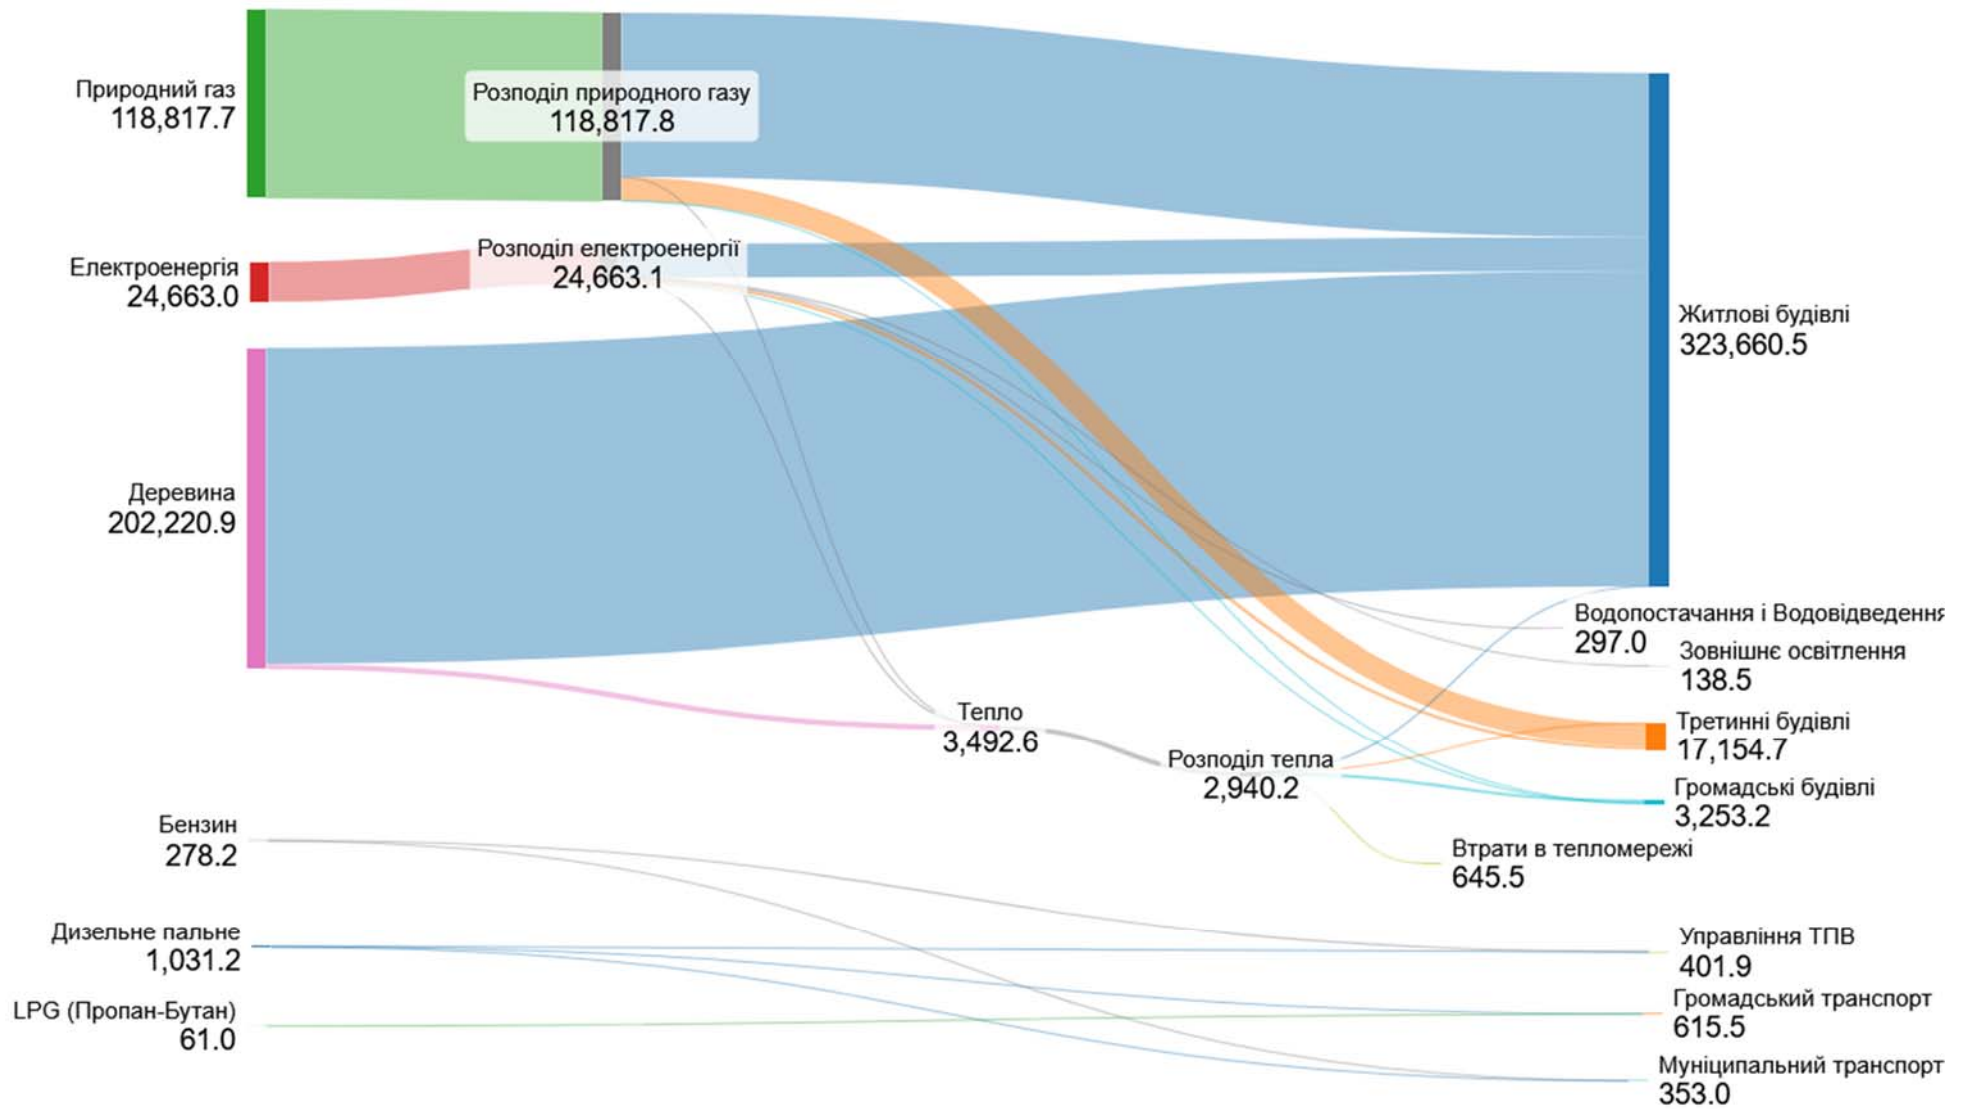 Природний газ
118,817.7
Розподіл природного газу
118,817.8
Електроенергія
24,663.0
Розподіл електроенергії
24,663.1
Житлові будівлі
323,660.5
Деревина
202,220.9
Водопостачання і Водовідведення
297.0
Зовнішнє освітлення
138.5
Тепло
3,492.6
Третинні будівлі
17,154.7
Розподіл тепла
2,940.2
Громадські будівлі
3,253.2
Бензин
278.2
Втрати в тепломережі
645.5
Дизельне пальне
1,031.2
Управління ТПВ
401.9
LPG (Пропан-Бутан)
61.0
Громадський транспорт
615.5
Муніципальний транспорт
353.0